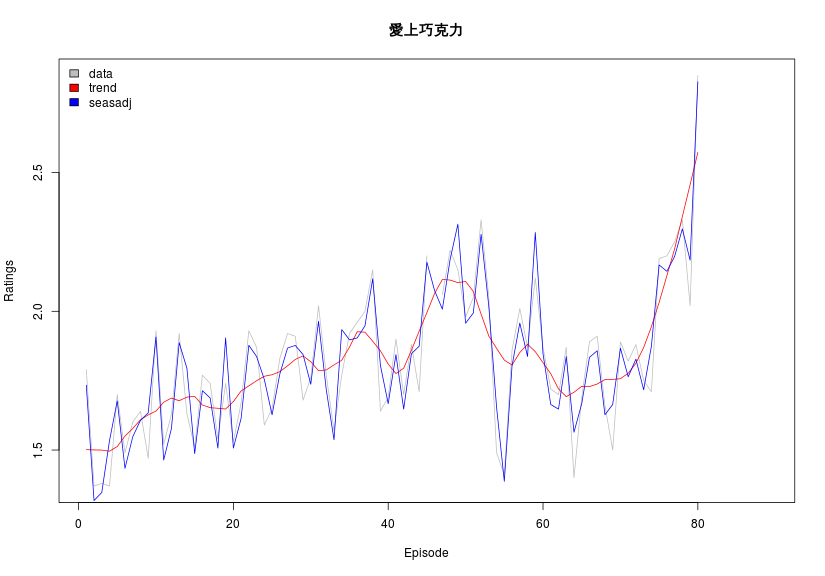 愛上巧克力
data
trend
seasadj
Ratings
2.5
2.0
1.5
0
20
40
60
80
Episode